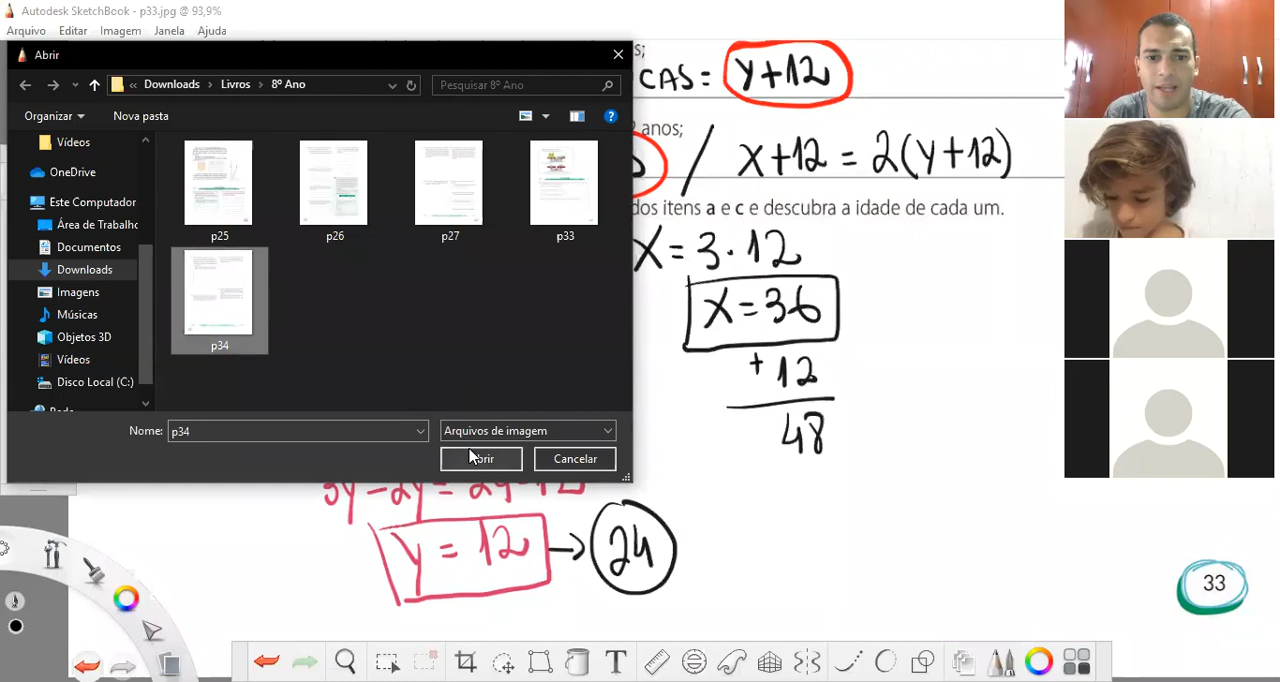 Autodesk SketchBook - p33.jpg @ 93,9%
Arquivo Editar Imagem Janela Ajuda
Abrir
« Downloads > Livros > 8º Ano
Pesquisar 8º Ano
Organizar
Nova pasta
Vídeos
OneDrive
Este Computador
Área de Trabalho
Documentos
Downloads
Imagens
Músicas
Objetos 3D
Vídeos
Disco Local (C:)
p25
p26
p27
p33
p34
Nome: p34
Arquivos de imagem
Cancelar
CAS = y+12
anos;
/ x+12 = 2(y+12)
dos itens a e c e descubra a idade de cada um.
X = 3·12
X = 36
+ 12
48
y = 12 → 24
33